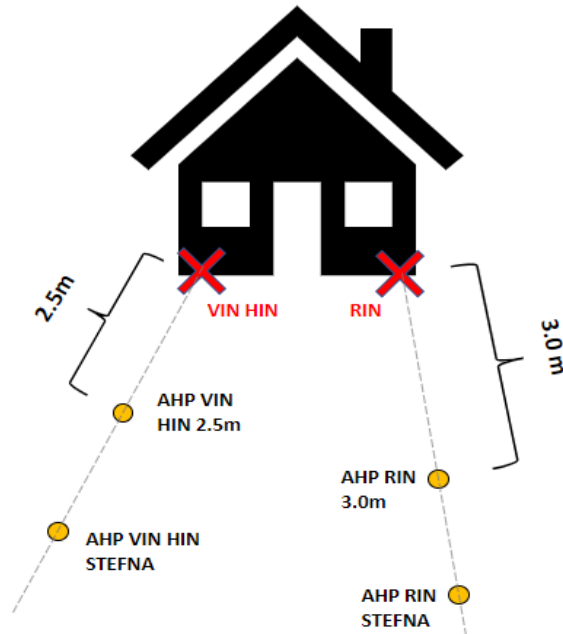 2.5m
VIN HIN
RIN
3.0 m
AHP VIN
HIN 2.5m
AHP RIN
3.0m
AHP VIN HIN
STEFNA
AHP RIN
STEFNA